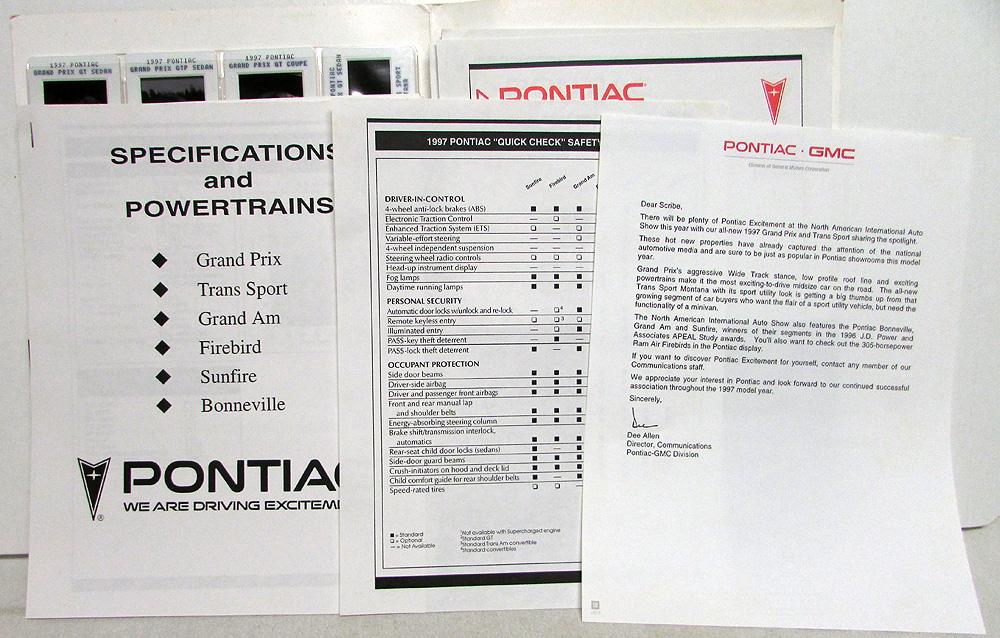 1997 PONTIAC
GRAND PRIX GT SEDAN
1997 PONTIAC
GRAND PRIX GTP SEDAN
1997 PONTIAC
GRAND PRIX GT COUPE
PONTIAC
GT SEDAN
SPORT
PONTIAC
SPECIFICATIONS
and
POWERTRAINS
◆ Grand Prix
◆ Trans Sport
◆ Grand Am
◆ Firebird
◆ Sunfire
◆ Bonneville
PONTIAC
WE ARE DRIVING EXCITEM
1997 PONTIAC "QUICK CHECK" SAFETY
Sunfire Firebird Grand Am
DRIVER-IN-CONTROL
4-wheel anti-lock brakes (ABS) ■ ■ ■
Electronic Traction Control — ❏ —
Enhanced Traction System (ETS) ❏ — ❏
Variable-effort steering — — ❏
4-wheel independent suspension — — —
Steering wheel radio controls ❏ ❏ ❏
Head-up instrument display — — —
Fog lamps ■ ■ ■
Daytime running lamps ■ ■ ■
PERSONAL SECURITY
Automatic door locks w/unlock and re-lock — ❏4 ■
Remote keyless entry ❏ ❏3 ❏
Illuminated entry — ❏ ■
PASS-key theft deterrent — ■ —
PASS-lock theft deterrent ■ — ■
OCCUPANT PROTECTION
Side door beams ■ ■ ■
Driver-side airbag ■ ■ ■
Driver and passenger front airbags ■ ■ ■
Front and rear manual lap
and shoulder belts ■ ■ ■
Energy-absorbing steering column ■ ■ ■
Brake shift/transmission interlock,
automatics ■ ■ ■
Rear-seat child door locks (sedans) ■ — ■
Side-door guard beams ■ ■ ■
Crush-initiators on hood and deck lid ■ ■ ■
Child comfort guide for rear shoulder belts ■ — ■
Speed-rated tires ❏ ❏ —
■ = Standard
❏ = Optional
— = Not Available
1Not available with Supercharged engine
2Standard GT
3Standard Trans Am convertible
4Standard convertibles
PONTIAC · GMC
Division of General Motors Corporation
Dear Scribe,
There will be plenty of Pontiac Excitement at the North American International Auto
Show this year with our all-new 1997 Grand Prix and Trans Sport sharing the spotlight.
These hot new properties have already captured the attention of the national
automotive media and are sure to be just as popular in Pontiac showrooms this model
year.
Grand Prix's aggressive Wide Track stance, low profile roof line and exciting
powertrains make it the most exciting-to-drive midsize car on the road. The all-new
Trans Sport Montana with its sport utility look is getting a big thumbs up from that
growing segment of car buyers who want the flair of a sport utility vehicle, but need the
functionality of a minivan.
The North American International Auto Show also features the Pontiac Bonneville,
Grand Am and Sunfire, winners of their segments in the 1996 J.D. Power and
Associates APEAL Study awards. You'll also want to check out the 305-horsepower
Ram Air Firebirds in the Pontiac display.
If you want to discover Pontiac Excitement for yourself, contact any member of our
Communications staff.
We appreciate your interest in Pontiac and look forward to our continued successful
association throughout the 1997 model year.
Sincerely,
Dee
Dee Allen
Director, Communications
Pontiac-GMC Division